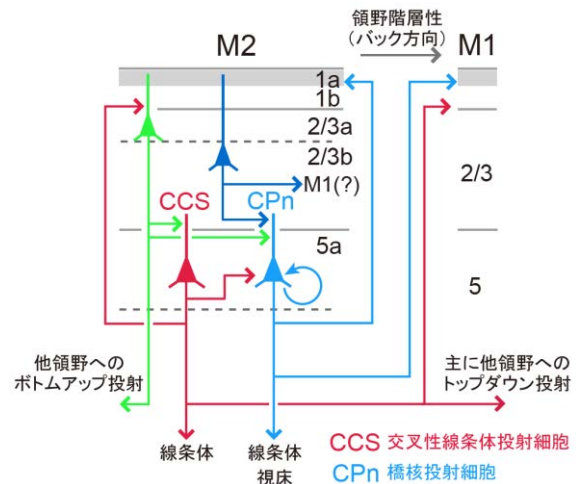 領野階層性
(バック方向)
M2
M1
1a
1b
2/3a
2/3b
M1(?)
2/3
CCS
CPn
5a
5
他領野への
ボトムアップ投射
主に他領野への
トップダウン投射
線条体
線条体
視床
CCS 交叉性線条体投射細胞
CPn 橋核投射細胞